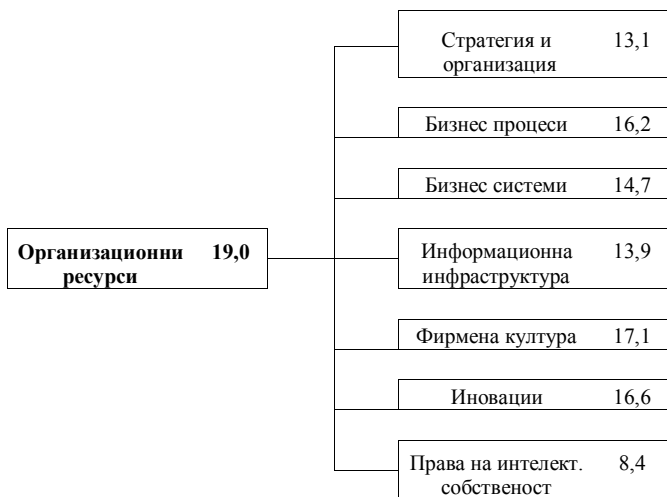 Стратегия и 13,1
организация
Бизнес процеси 16,2
Бизнес системи 14,7
Организационни 19,0
ресурси
Информационна 13,9
инфраструктура
Фирмена култура 17,1
Иновации 16,6
Права на интелект. 8,4
собственост